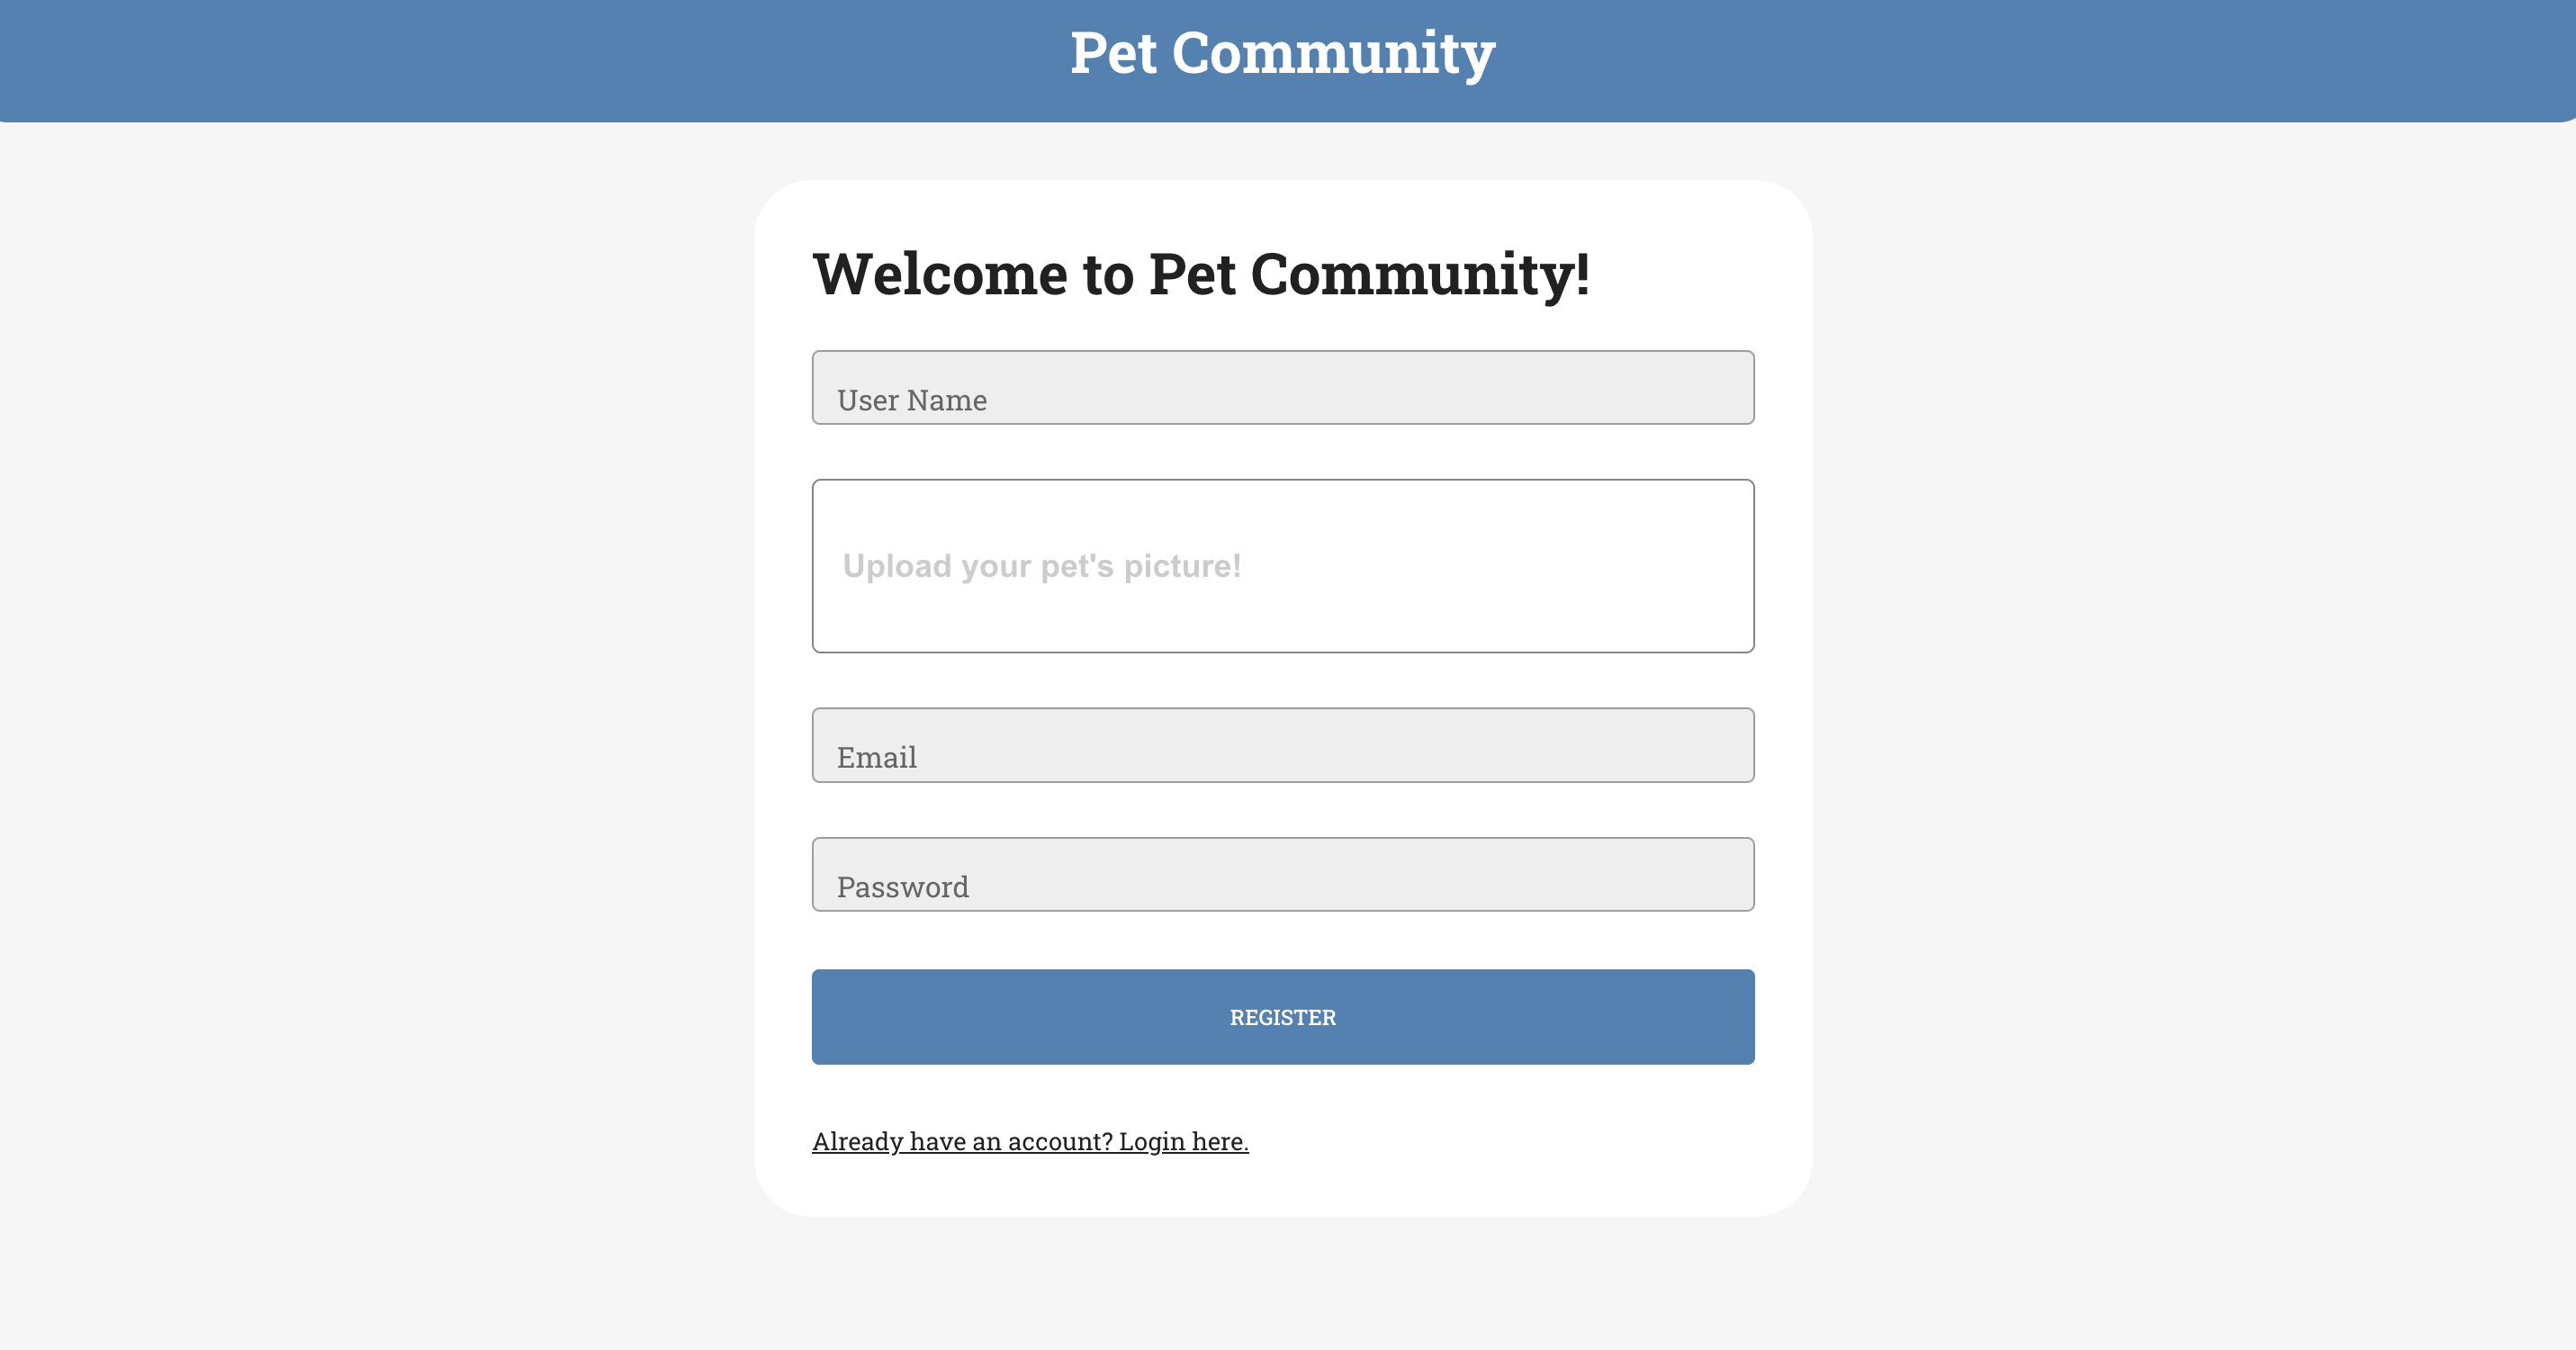 Pet Community
Welcome to Pet Community!
User Name
Upload your pet's picture!
Email
Password
REGISTER
Already have an account? Login here.